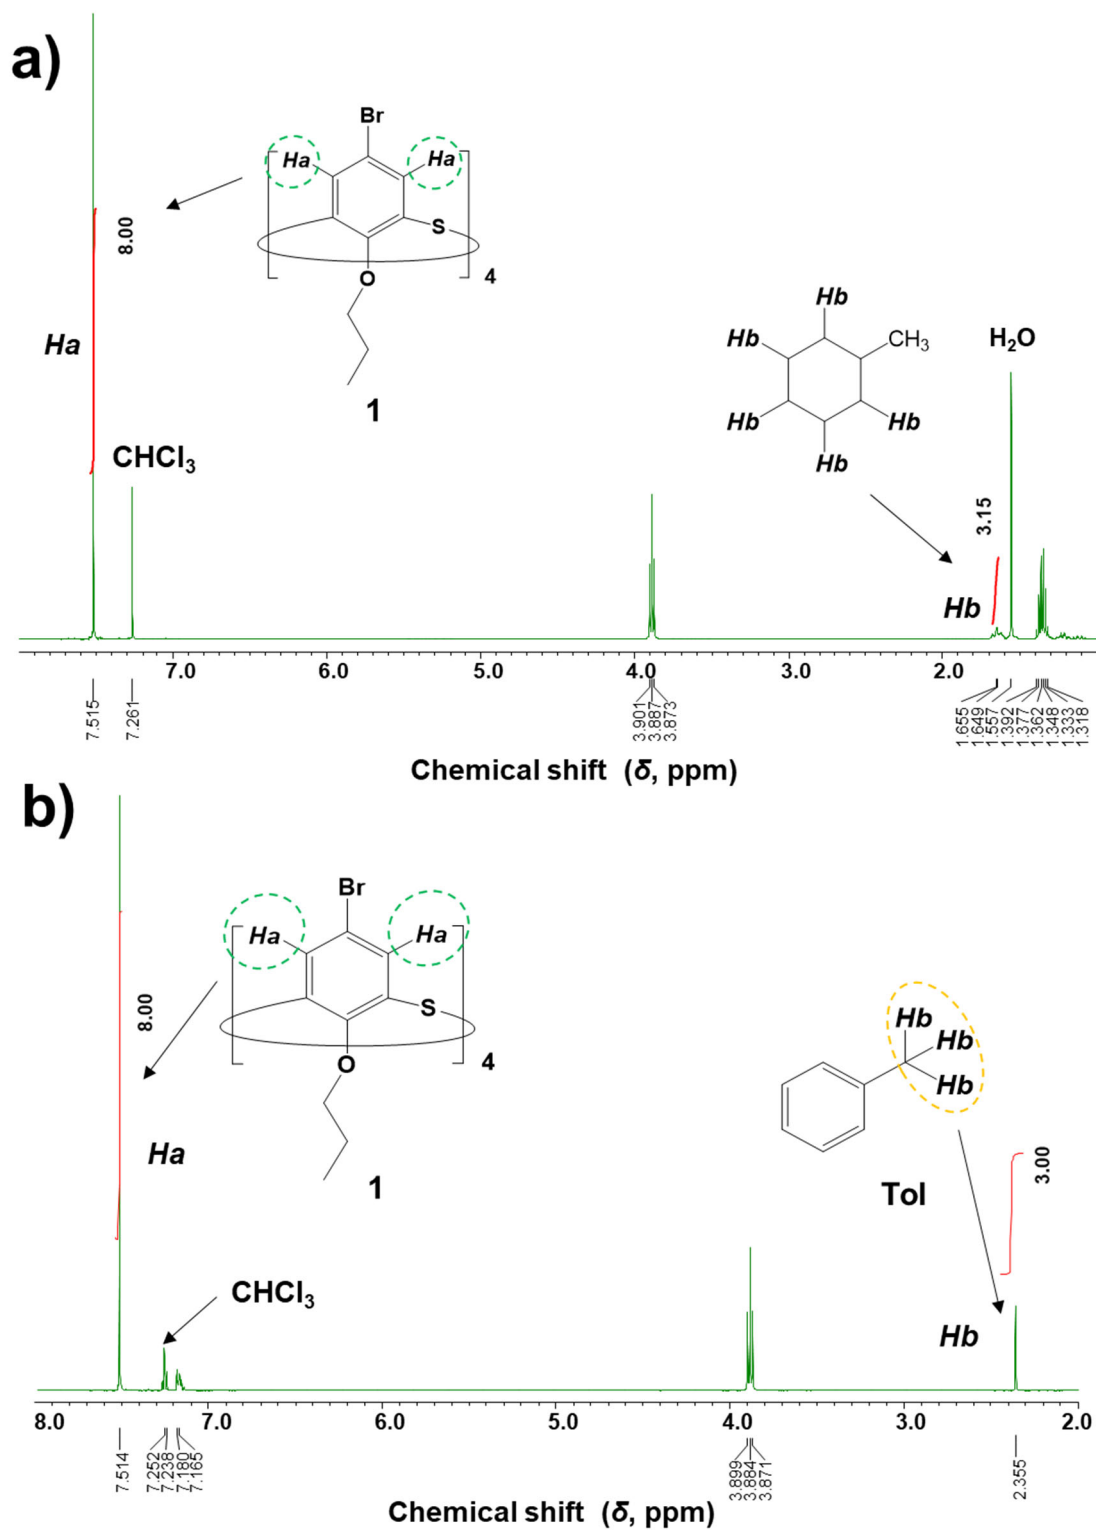 a)
Br
Ha
Ha
8.00
S
4
O
Ha
1
CHCl3
Hb
Hb
CH3
H2O
Hb
Hb
Hb
3.15
Hb
7.0
6.0
5.0
4.0
3.0
2.0
7.515
7.261
3.901
3.887
3.873
1.655
1.649
1.557
1.392
1.377
1.362
1.348
1.333
1.318
Chemical shift (δ, ppm)
b)
Br
Ha
Ha
8.00
S
4
O
Ha
1
Hb
Hb
Hb
Tol
3.00
CHCl3
Hb
8.0
7.0
6.0
5.0
4.0
3.0
2.0
7.514
7.252
7.238
7.180
7.165
3.899
3.884
3.871
2.355
Chemical shift (δ, ppm)